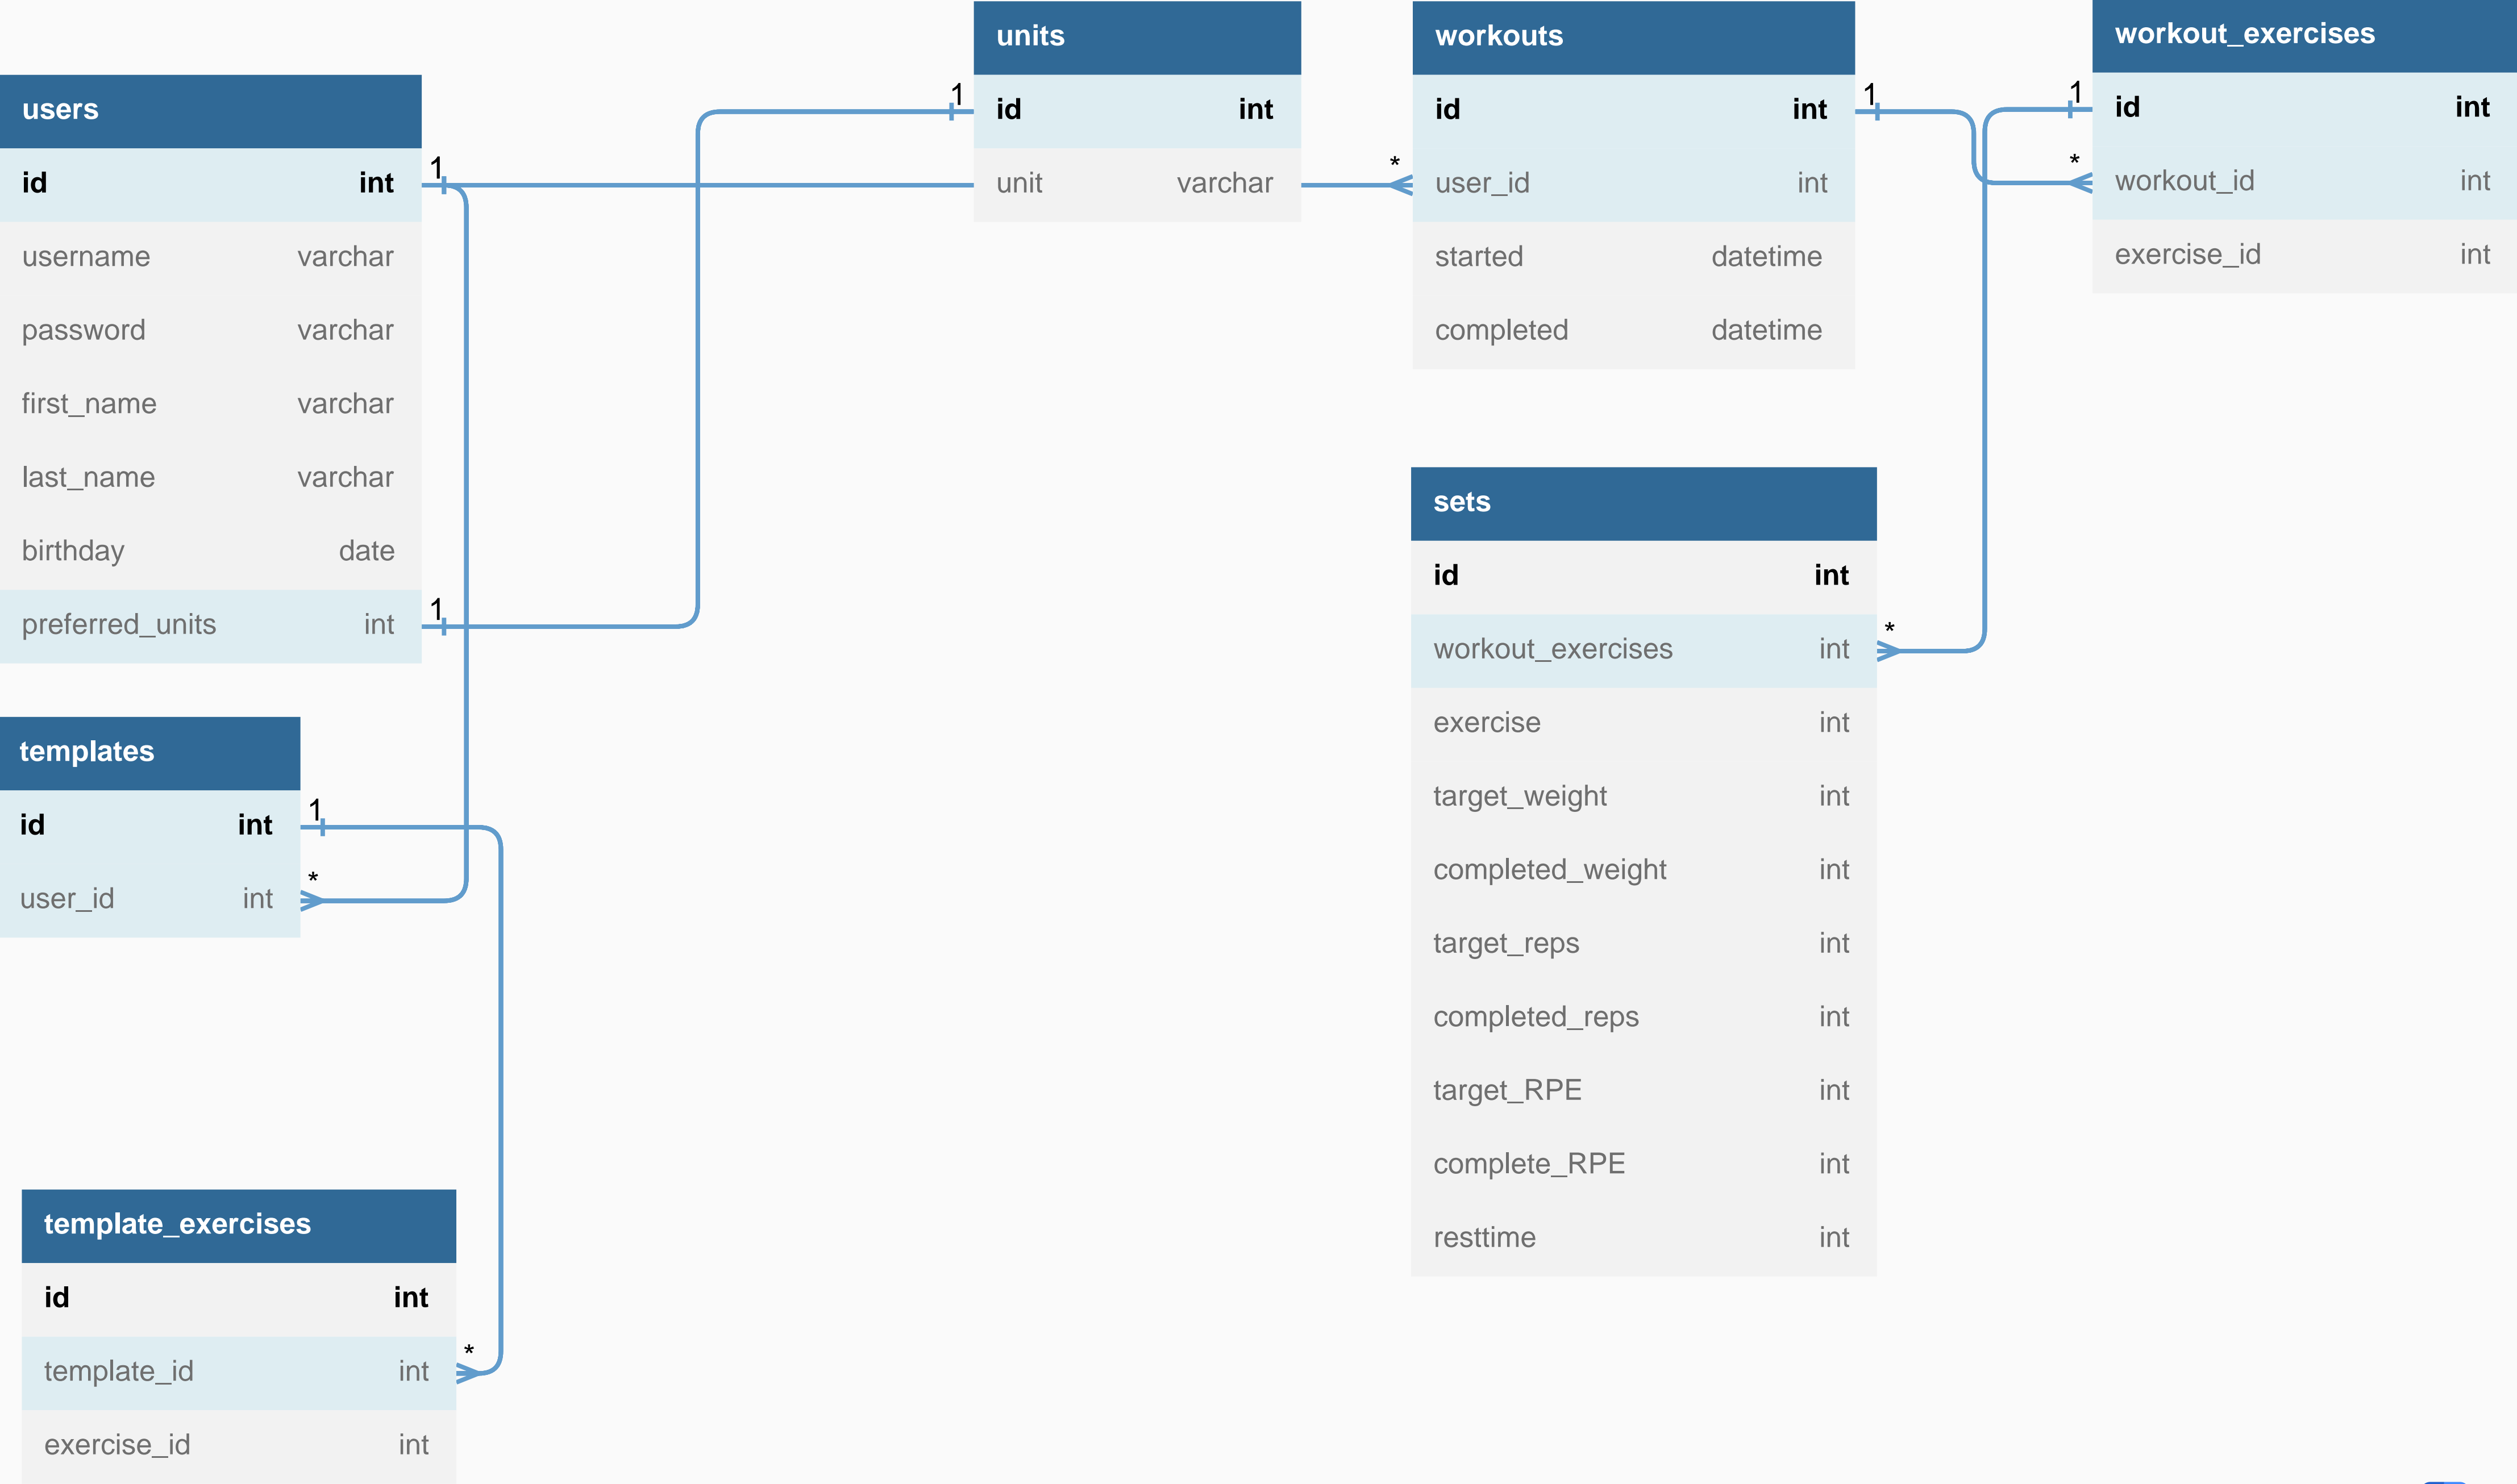 users
id int
username varchar
password varchar
first_name varchar
last_name varchar
birthday date
preferred_units int
1
1
templates
id int
user_id int
1
*
template_exercises
id int
template_id int
exercise_id int
*
units
id int
unit varchar
1
workouts
id int
user_id int
started datetime
completed datetime
*
1
sets
id int
workout_exercises int
exercise int
target_weight int
completed_weight int
target_reps int
completed_reps int
target_RPE int
complete_RPE int
resttime int
*
workout_exercises
id int
workout_id int
exercise_id int
1
*